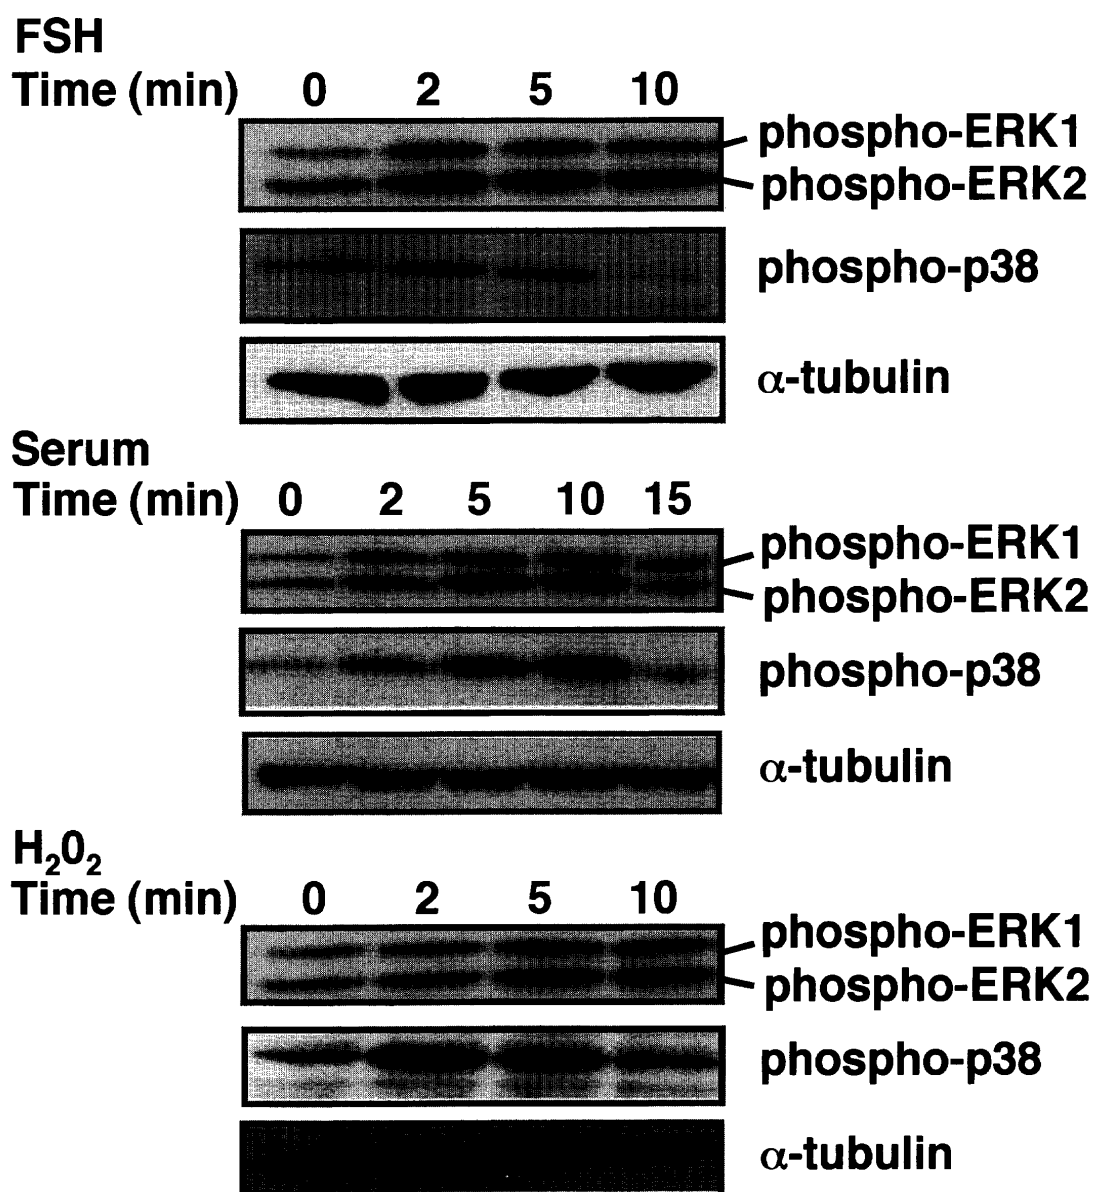 FSH
Time (min) 0 2 5 10
phospho-ERK1
phospho-ERK2
phospho-p38
α-tubulin
Serum
Time (min) 0 2 5 10 15
phospho-ERK1
phospho-ERK2
phospho-p38
α-tubulin
H₂0₂
Time (min) 0 2 5 10
phospho-ERK1
phospho-ERK2
phospho-p38
α-tubulin